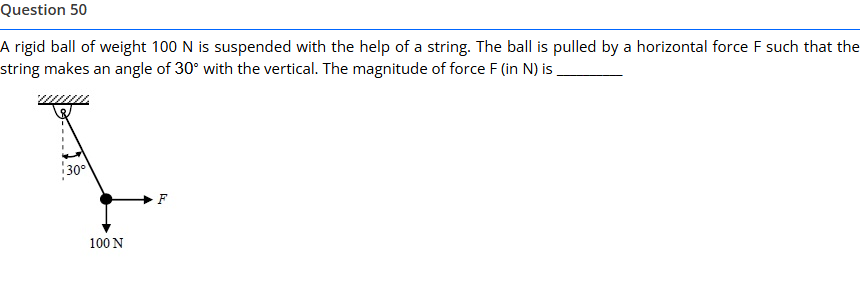 Question 50
A rigid ball of weight 100 N is suspended with the help of a string. The ball is pulled by a horizontal force F such that the
string makes an angle of 30° with the vertical. The magnitude of force F (in N) is __________
30°
F
100 N